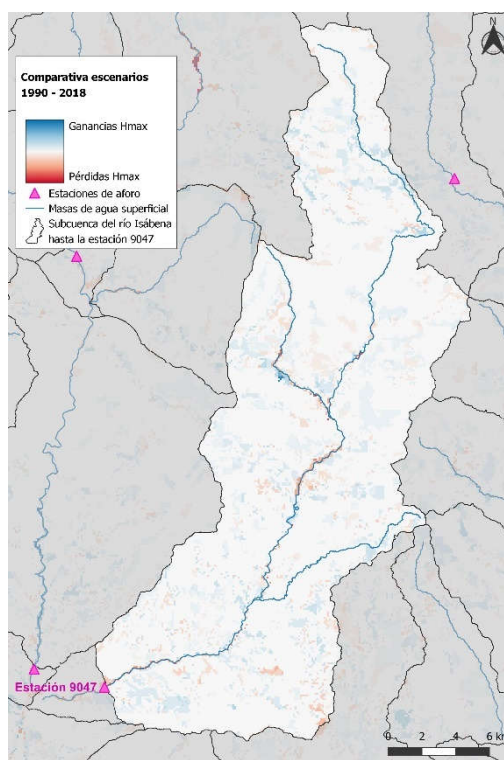 Comparativa escenarios
1990 - 2018
Ganancias Hmax
Pérdidas Hmax
Estaciones de aforo
Masas de agua superficial
Subcuenca del río Isábena
hasta la estación 9047
Estación 9047
0 2 4 6 km